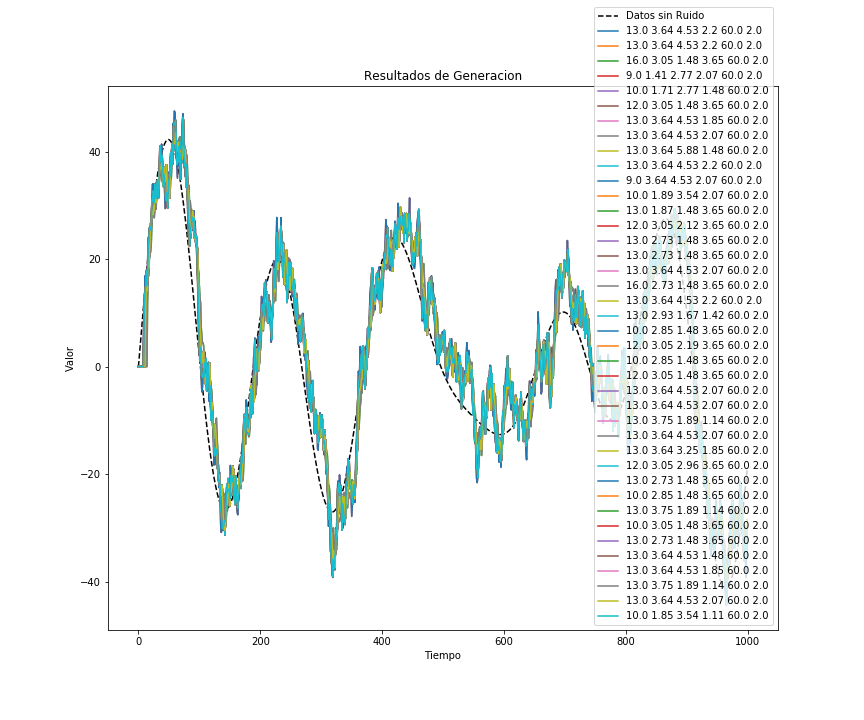 Resultados de Generacion
Valor
40
20
0
−20
−40
0
200
400
600
800
1000
Tiempo
Datos sin Ruido
13.0 3.64 4.53 2.2 60.0 2.0
13.0 3.64 4.53 2.2 60.0 2.0
16.0 3.05 1.48 3.65 60.0 2.0
9.0 1.41 2.77 2.07 60.0 2.0
10.0 1.71 2.77 1.48 60.0 2.0
12.0 3.05 1.48 3.65 60.0 2.0
13.0 3.64 4.53 1.85 60.0 2.0
13.0 3.64 4.53 2.07 60.0 2.0
13.0 3.64 5.88 1.48 60.0 2.0
13.0 3.64 4.53 2.2 60.0 2.0
9.0 3.64 4.53 2.07 60.0 2.0
10.0 1.89 3.54 2.07 60.0 2.0
13.0 1.87 1.48 3.65 60.0 2.0
12.0 3.05 2.12 3.65 60.0 2.0
13.0 2.73 1.48 3.65 60.0 2.0
13.0 2.73 1.48 3.65 60.0 2.0
13.0 3.64 4.53 2.07 60.0 2.0
16.0 2.73 1.48 3.65 60.0 2.0
13.0 3.64 4.53 2.2 60.0 2.0
13.0 2.93 1.67 1.42 60.0 2.0
10.0 2.85 1.48 3.65 60.0 2.0
12.0 3.05 2.19 3.65 60.0 2.0
10.0 2.85 1.48 3.65 60.0 2.0
12.0 3.05 1.48 3.65 60.0 2.0
13.0 3.64 4.53 2.07 60.0 2.0
13.0 3.64 4.53 2.07 60.0 2.0
13.0 3.75 1.89 1.14 60.0 2.0
13.0 3.64 4.53 2.07 60.0 2.0
13.0 3.64 3.25 1.85 60.0 2.0
12.0 3.05 2.96 3.65 60.0 2.0
13.0 2.73 1.48 3.65 60.0 2.0
10.0 2.85 1.48 3.65 60.0 2.0
13.0 3.75 1.89 1.14 60.0 2.0
10.0 3.05 1.48 3.65 60.0 2.0
13.0 2.73 1.48 3.65 60.0 2.0
13.0 3.64 4.53 1.48 60.0 2.0
13.0 3.64 4.53 1.85 60.0 2.0
13.0 3.75 1.89 1.14 60.0 2.0
13.0 3.64 4.53 2.07 60.0 2.0
10.0 1.85 3.54 1.11 60.0 2.0